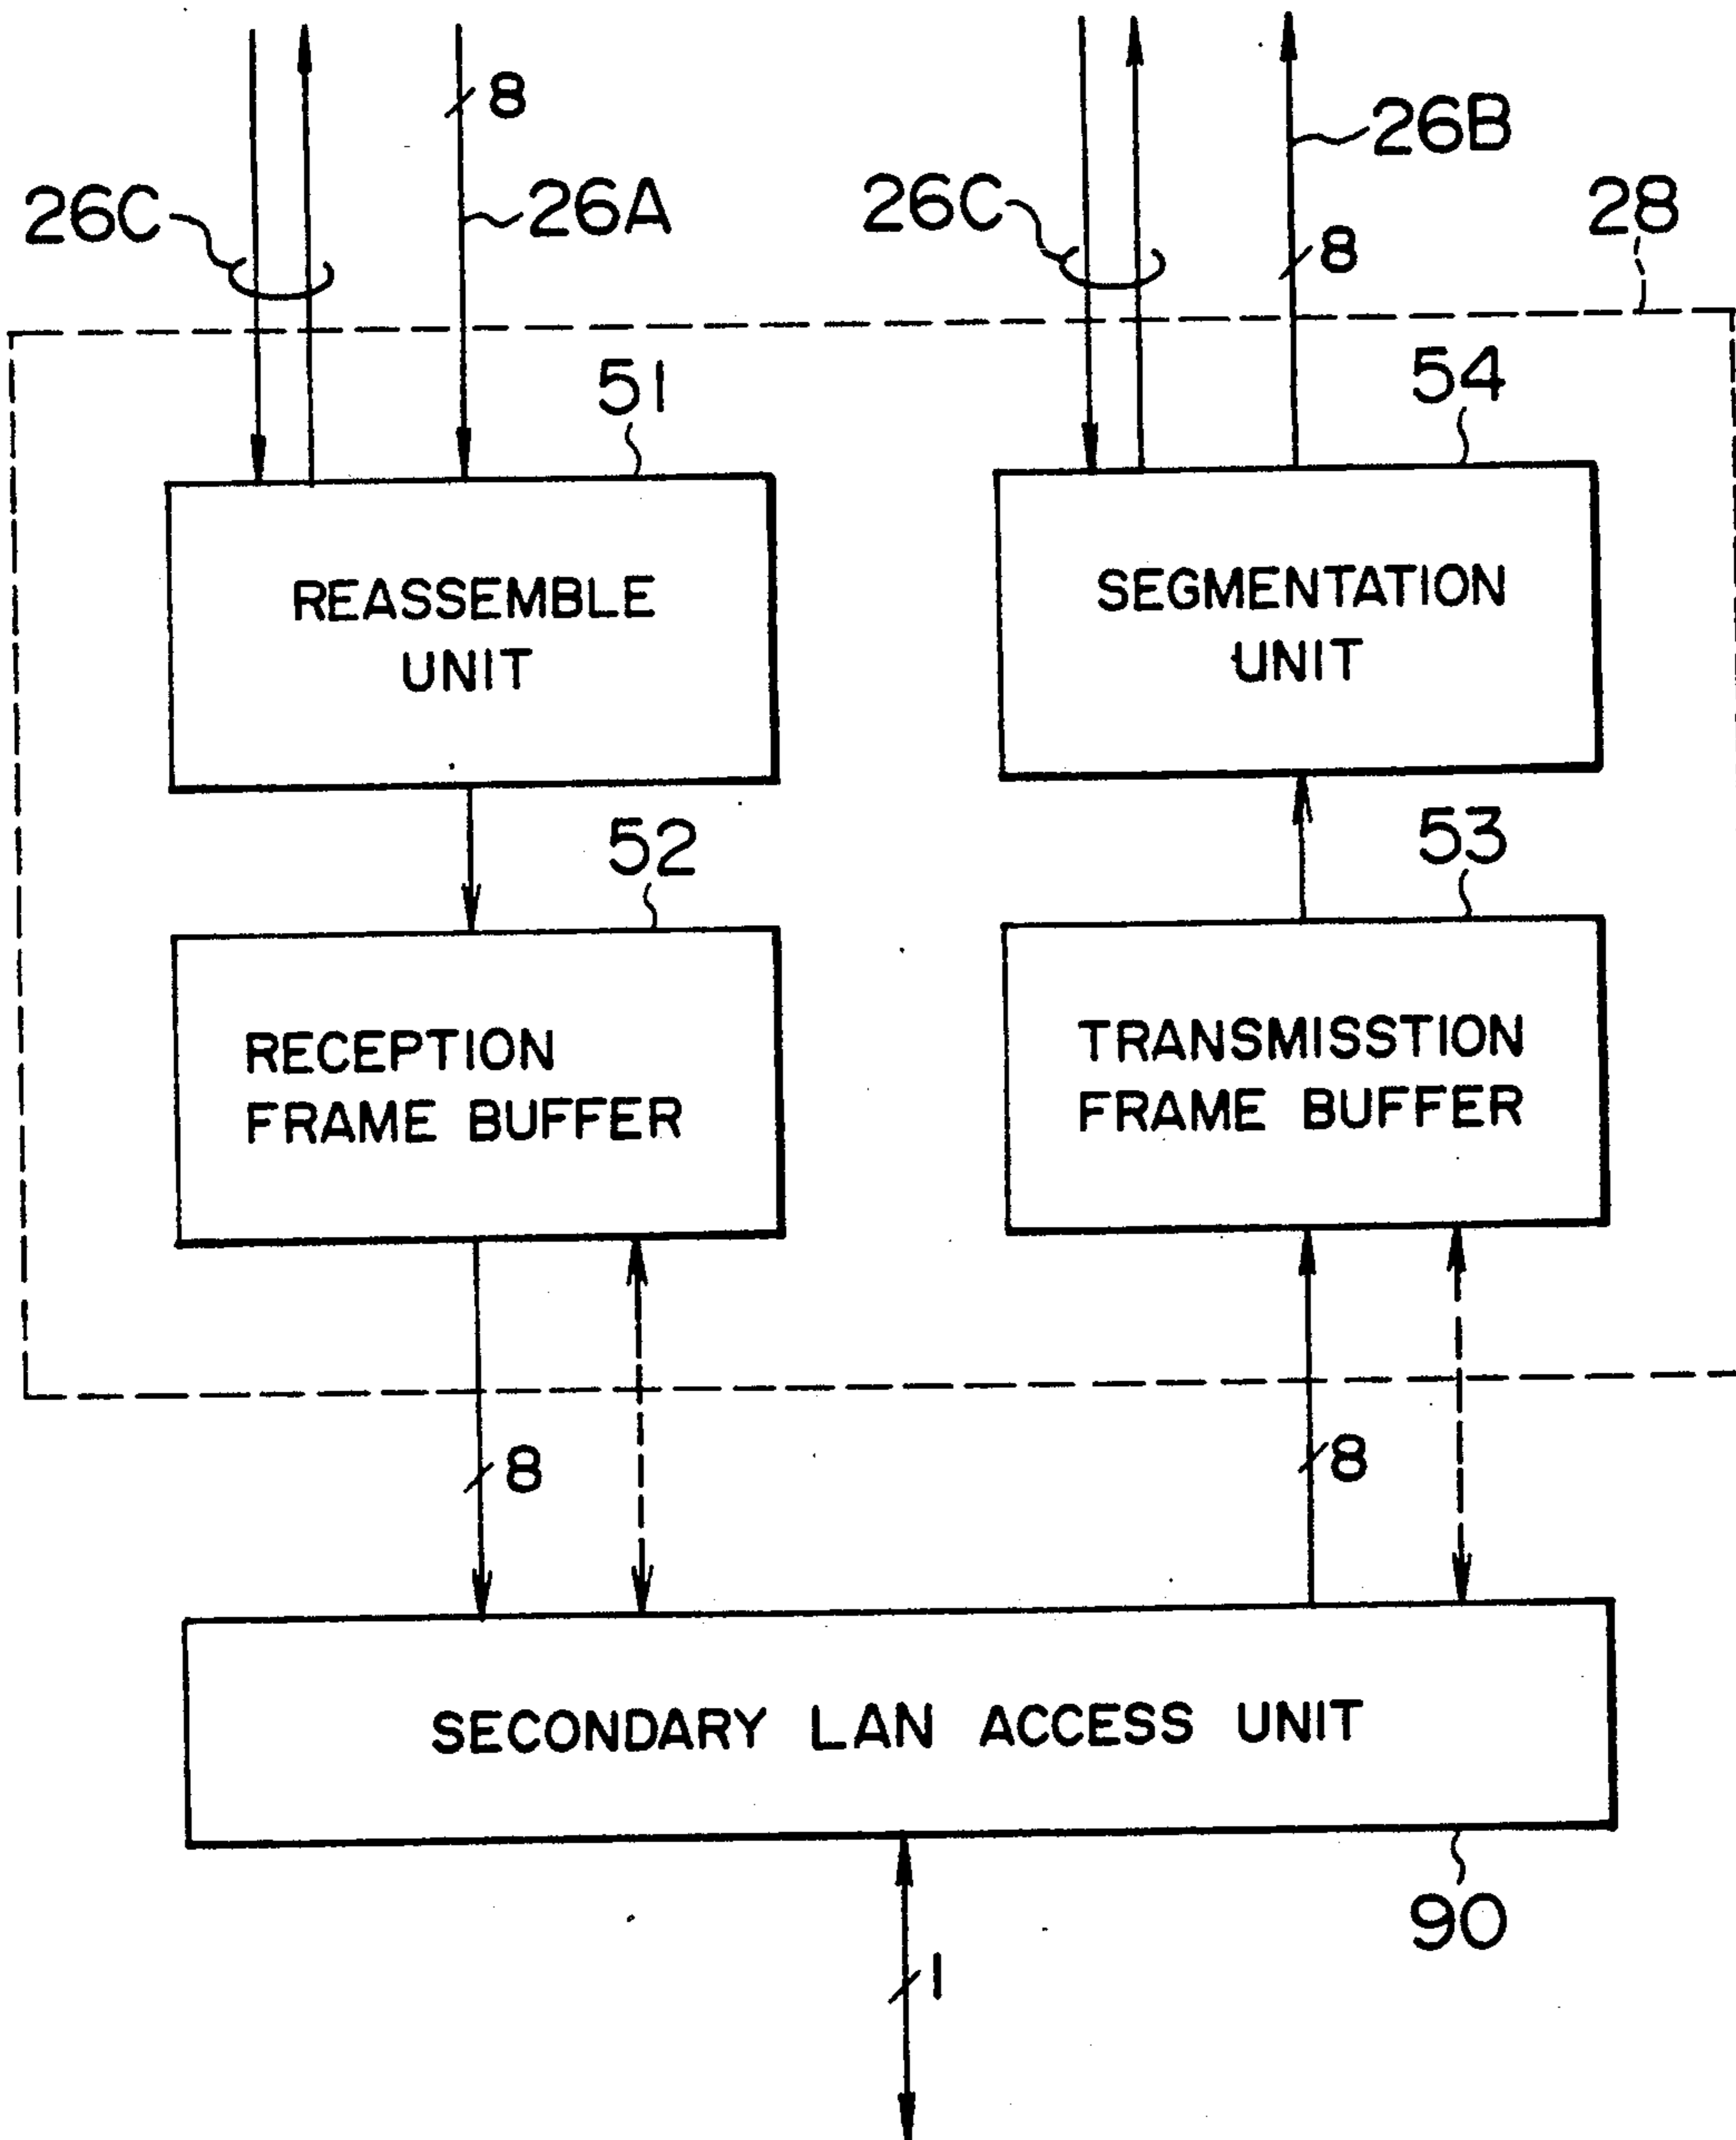 8
26B
26C
26A
26C
28
8
51
54
REASSEMBLE
UNIT
SEGMENTATION
UNIT
52
53
RECEPTION
FRAME BUFFER
TRANSMISSTION
FRAME BUFFER
8
8
SECONDARY LAN ACCESS UNIT
90
1